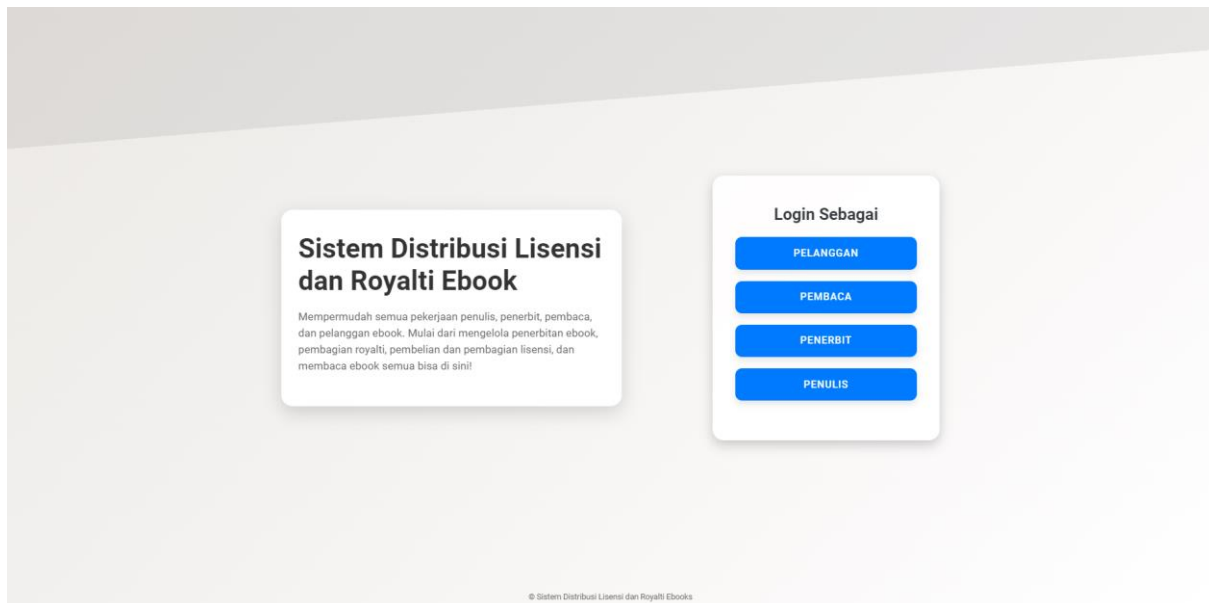 Sistem Distribusi Lisensi
dan Royalti Ebook
Mempermudah semua pekerjaan penulis, penerbit, pembaca,
dan pelanggan ebook. Mulai dari mengelola penerbitan ebook,
pembagian royalti, pembelian dan pembagian lisensi, dan
membaca ebook semua bisa di sini!
Login Sebagai
PELANGGAN
PEMBACA
PENERBIT
PENULIS
© Sistem Distribusi Lisensi dan Royalti Ebooks